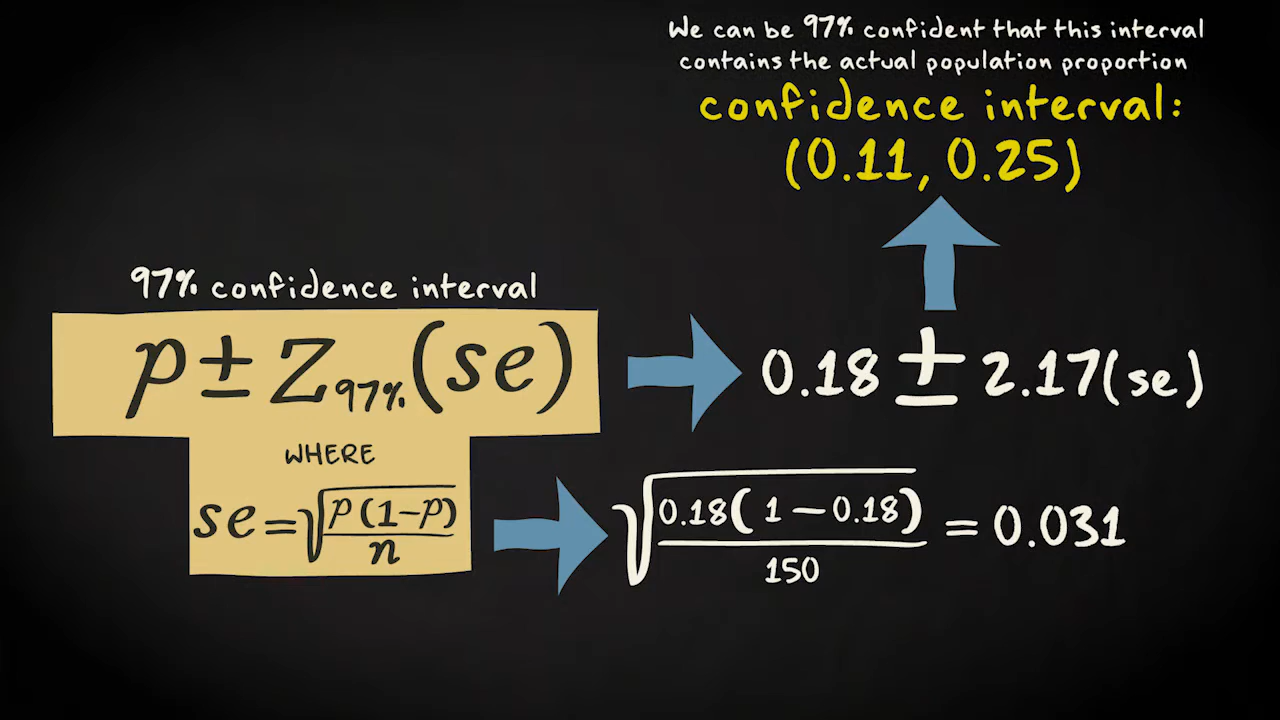 We can be 97% confident that this interval
contains the actual population proportion
confidence interval:
(0.11, 0.25)
97% confidence interval
p ± Z97% (se)
0.18 ± 2.17(se)
WHERE
se = √(p(1-p)/n)
√(0.18(1-0.18)/150) = 0.031